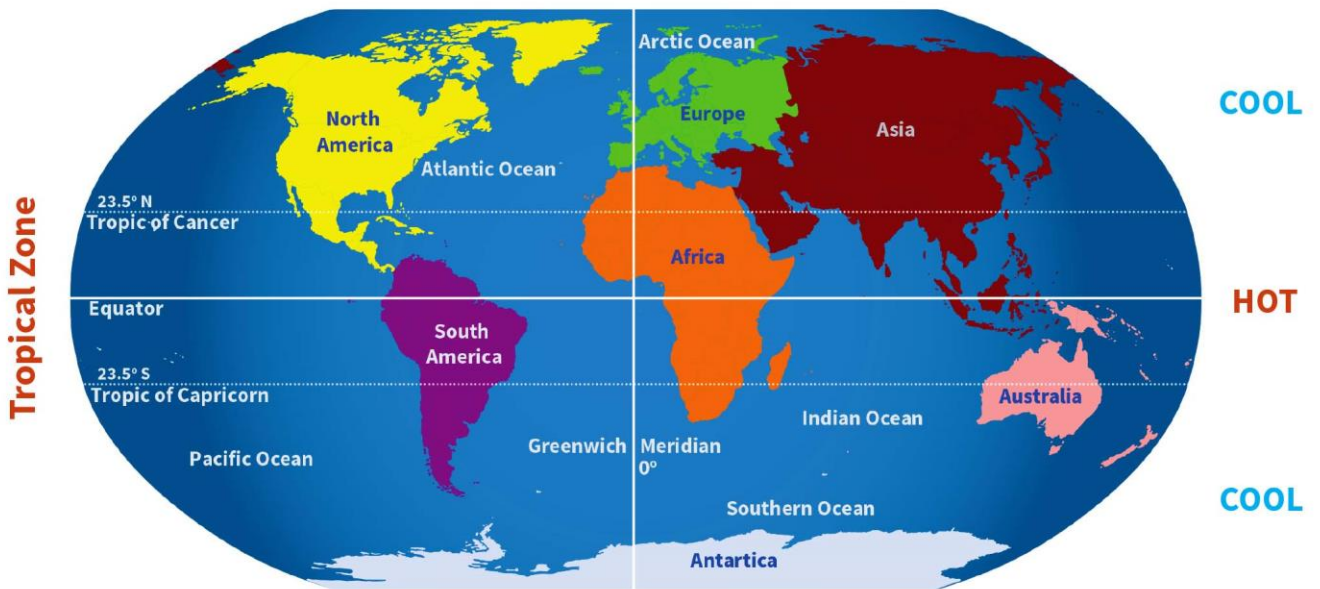 Arctic Ocean
COOL
North
America
Europe
Asia
Atlantic Ocean
23.5° N
Tropic of Cancer
Tropical Zone
Africa
Equator
HOT
South
America
23.5° S
Tropic of Capricorn
Australia
Indian Ocean
Greenwich Meridian
0°
Pacific Ocean
COOL
Southern Ocean
Antartica